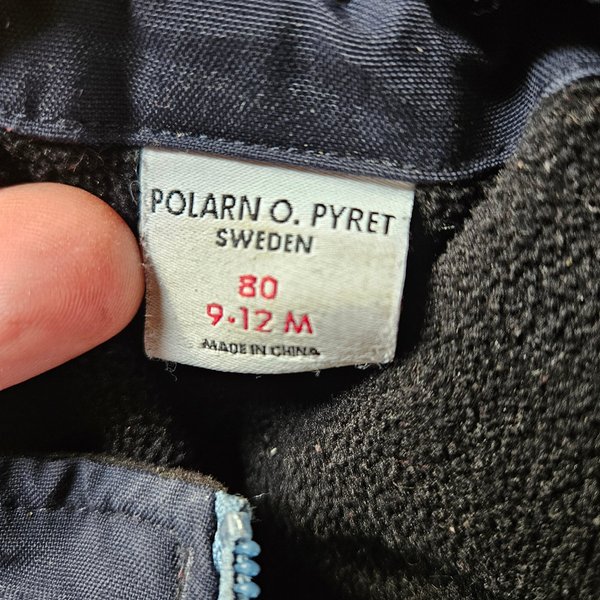 POLARN O. PYRET
SWEDEN
80
9-12 M
MADE IN CHINA